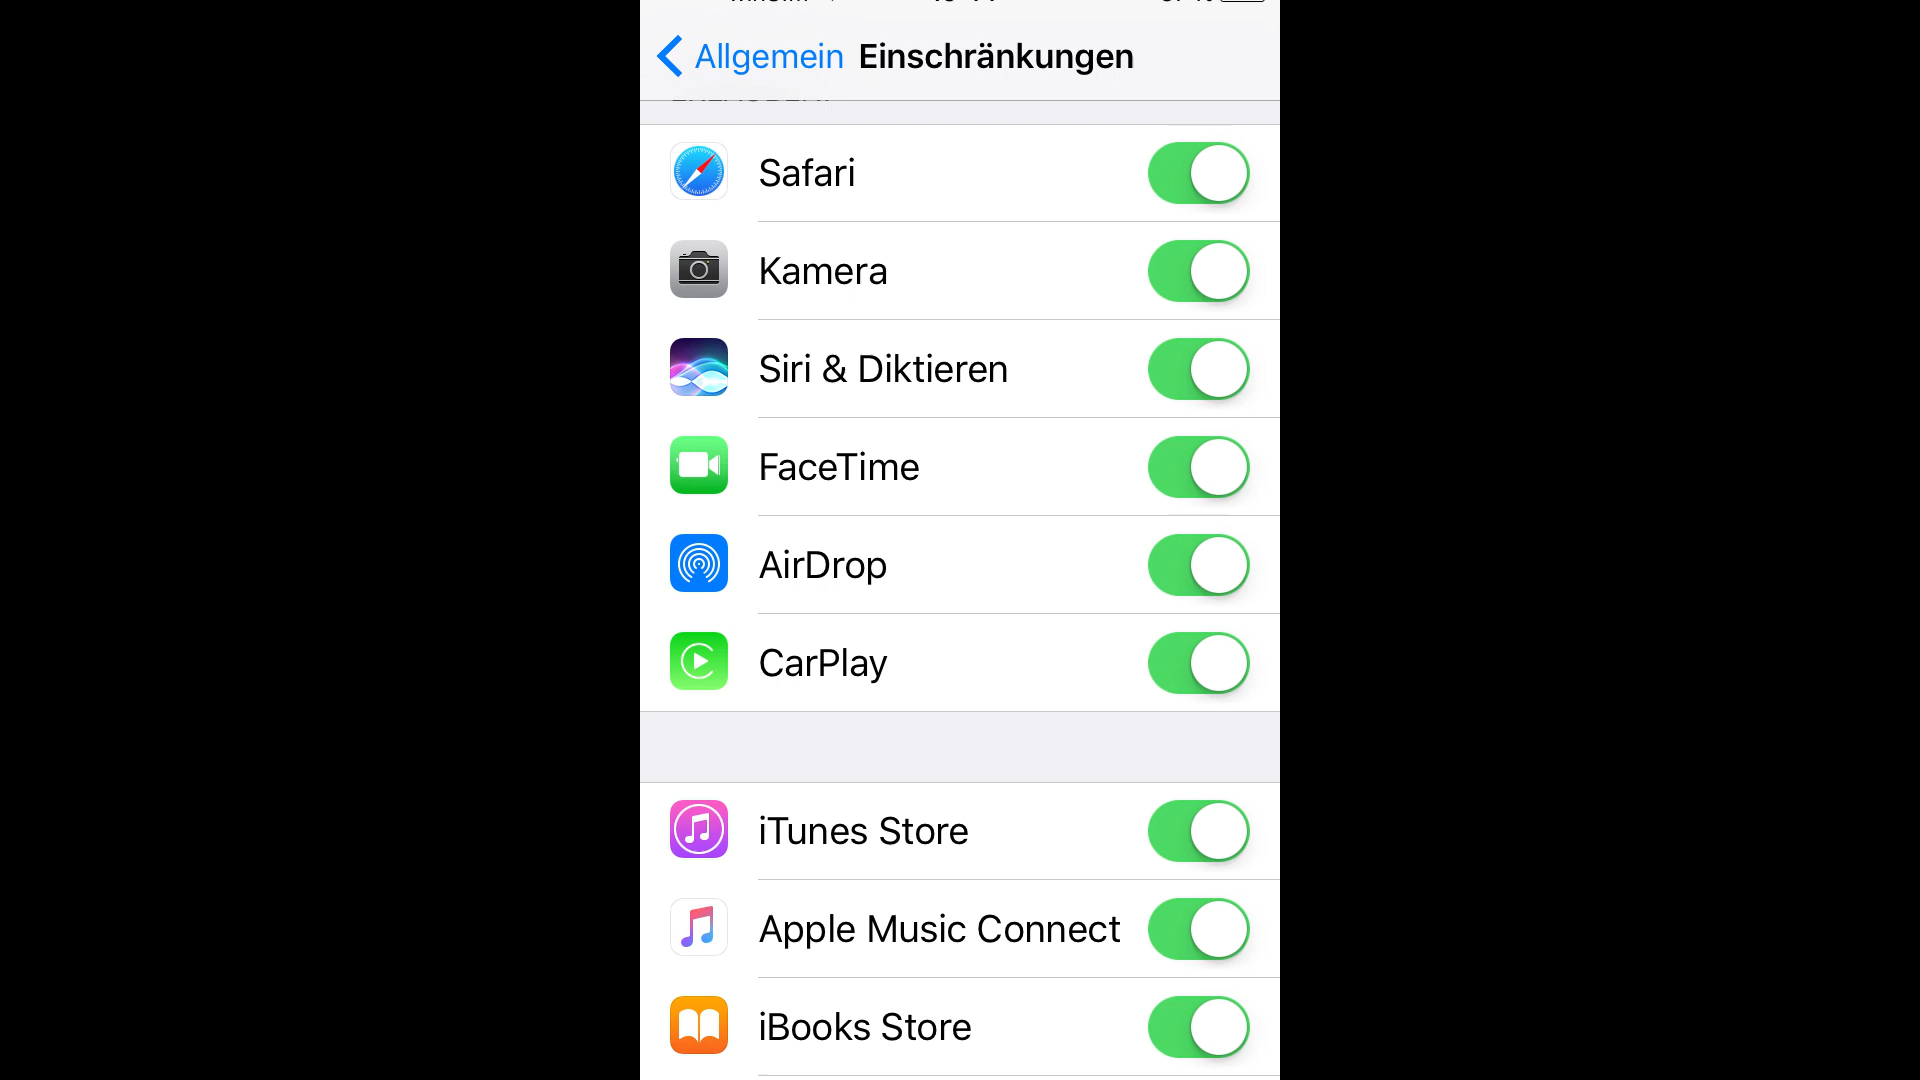 Allgemein Einschränkungen
Safari
Kamera
Siri & Diktieren
FaceTime
AirDrop
CarPlay
iTunes Store
Apple Music Connect
iBooks Store